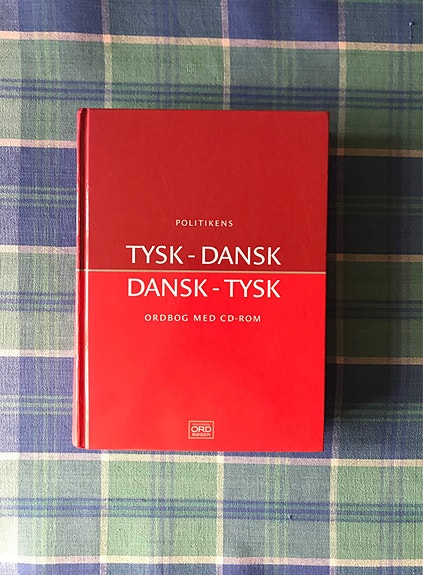 POLITIKENS
TYSK - DANSK
DANSK - TYSK
ORDBOG MED CD-ROM
ORD
BØGER